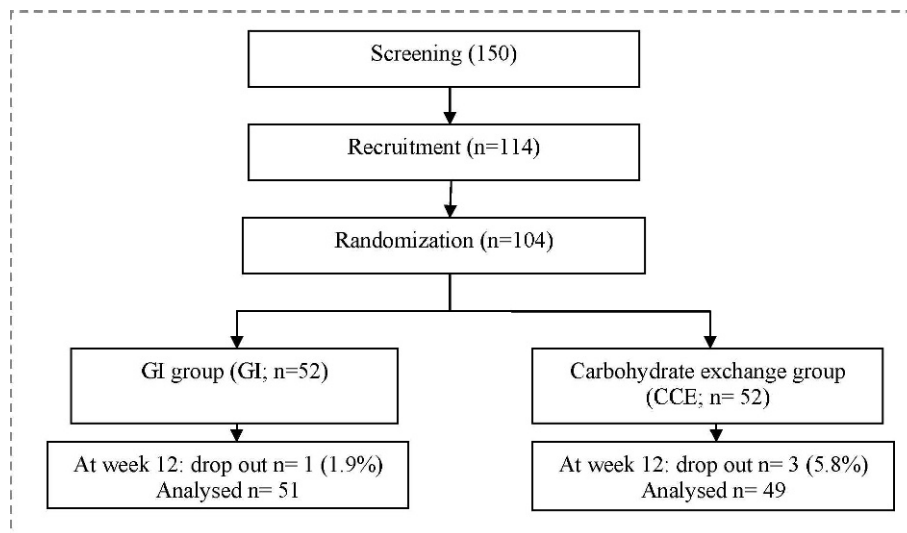 Screening (150)
Recruitment (n=114)
Randomization (n=104)
GI group (GI; n=52)
Carbohydrate exchange group
(CCE; n= 52)
At week 12: drop out n= 1 (1.9%)
Analysed n= 51
At week 12: drop out n= 3 (5.8%)
Analysed n= 49